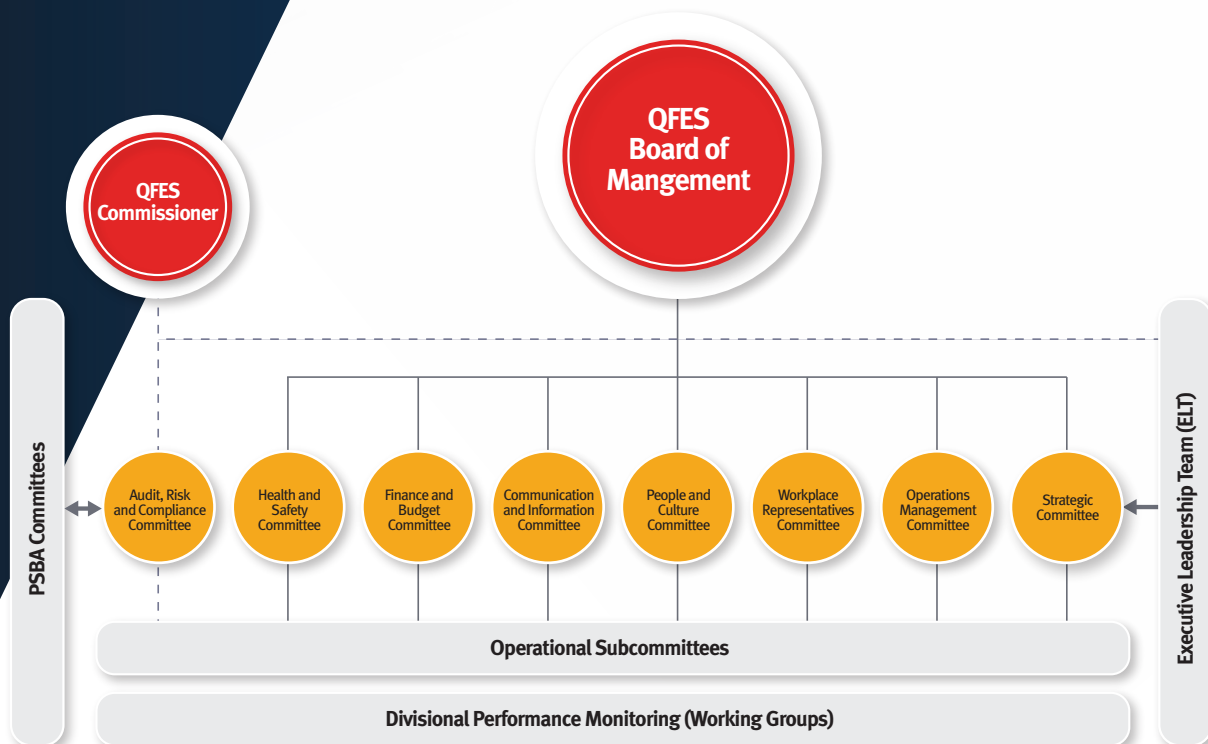 QFES
Board of
Mangement
QFES
Commissioner
PSBA Committees
Executive Leadership Team (ELT)
Audit, Risk
and Compliance
Committee
Health and
Safety
Committee
Finance and
Budget
Committee
Communication
and Information
Committee
People and
Culture
Committee
Workplace
Representatives
Committee
Operations
Management
Committee
Strategic
Committee
Operational Subcommittees
Divisional Performance Monitoring (Working Groups)